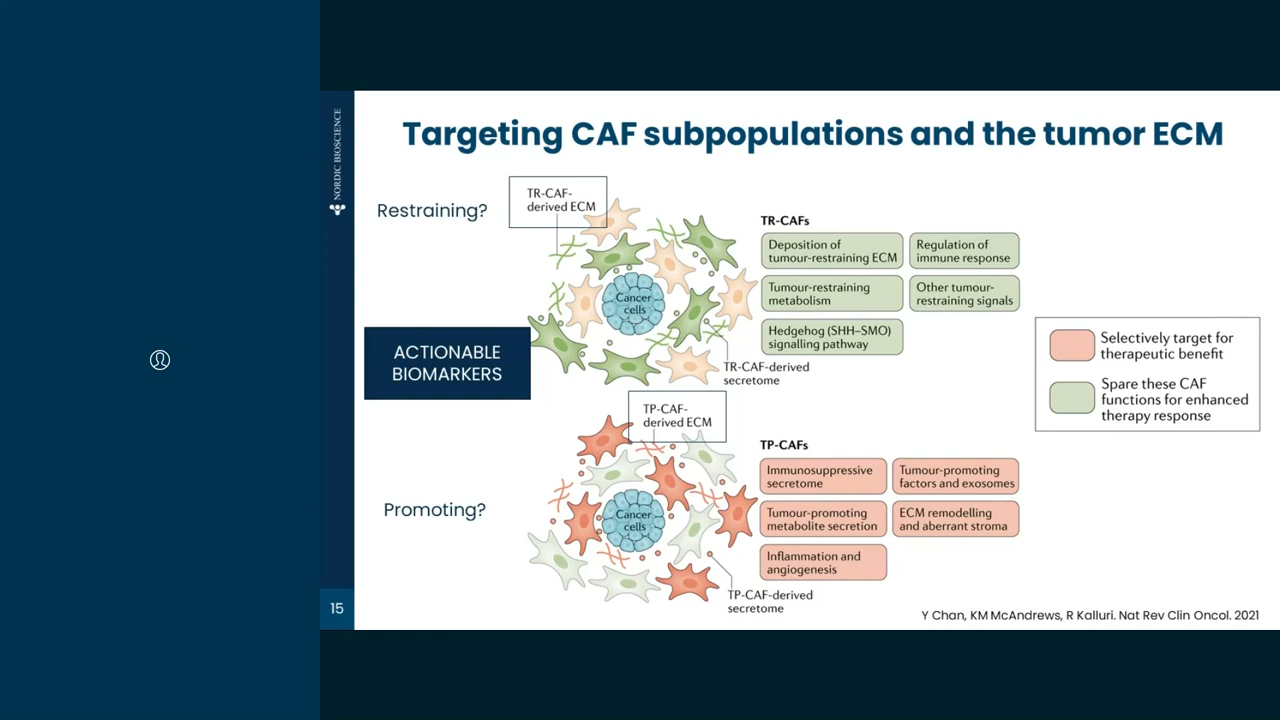 Targeting CAF subpopulations and the tumor ECM
NORDIC BIOSCIENCE
Restraining?
TR-CAF-
derived ECM
Cancer
cells
TR-CAF-derived
secretome
TR-CAFs
Deposition of
tumour-restraining ECM
Regulation of
immune response
Tumour-restraining
metabolism
Other tumour-
restraining signals
Hedgehog (SHH–SMO)
signalling pathway
Selectively target for
therapeutic benefit
Spare these CAF
functions for enhanced
therapy response
ACTIONABLE
BIOMARKERS
Promoting?
TP-CAF-
derived ECM
Cancer
cells
TP-CAF-derived
secretome
TP-CAFs
Immunosuppressive
secretome
Tumour-promoting
factors and exosomes
Tumour-promoting
metabolite secretion
ECM remodelling
and aberrant stroma
Inflammation and
angiogenesis
15
Y Chan, KM McAndrews, R Kalluri. Nat Rev Clin Oncol. 2021